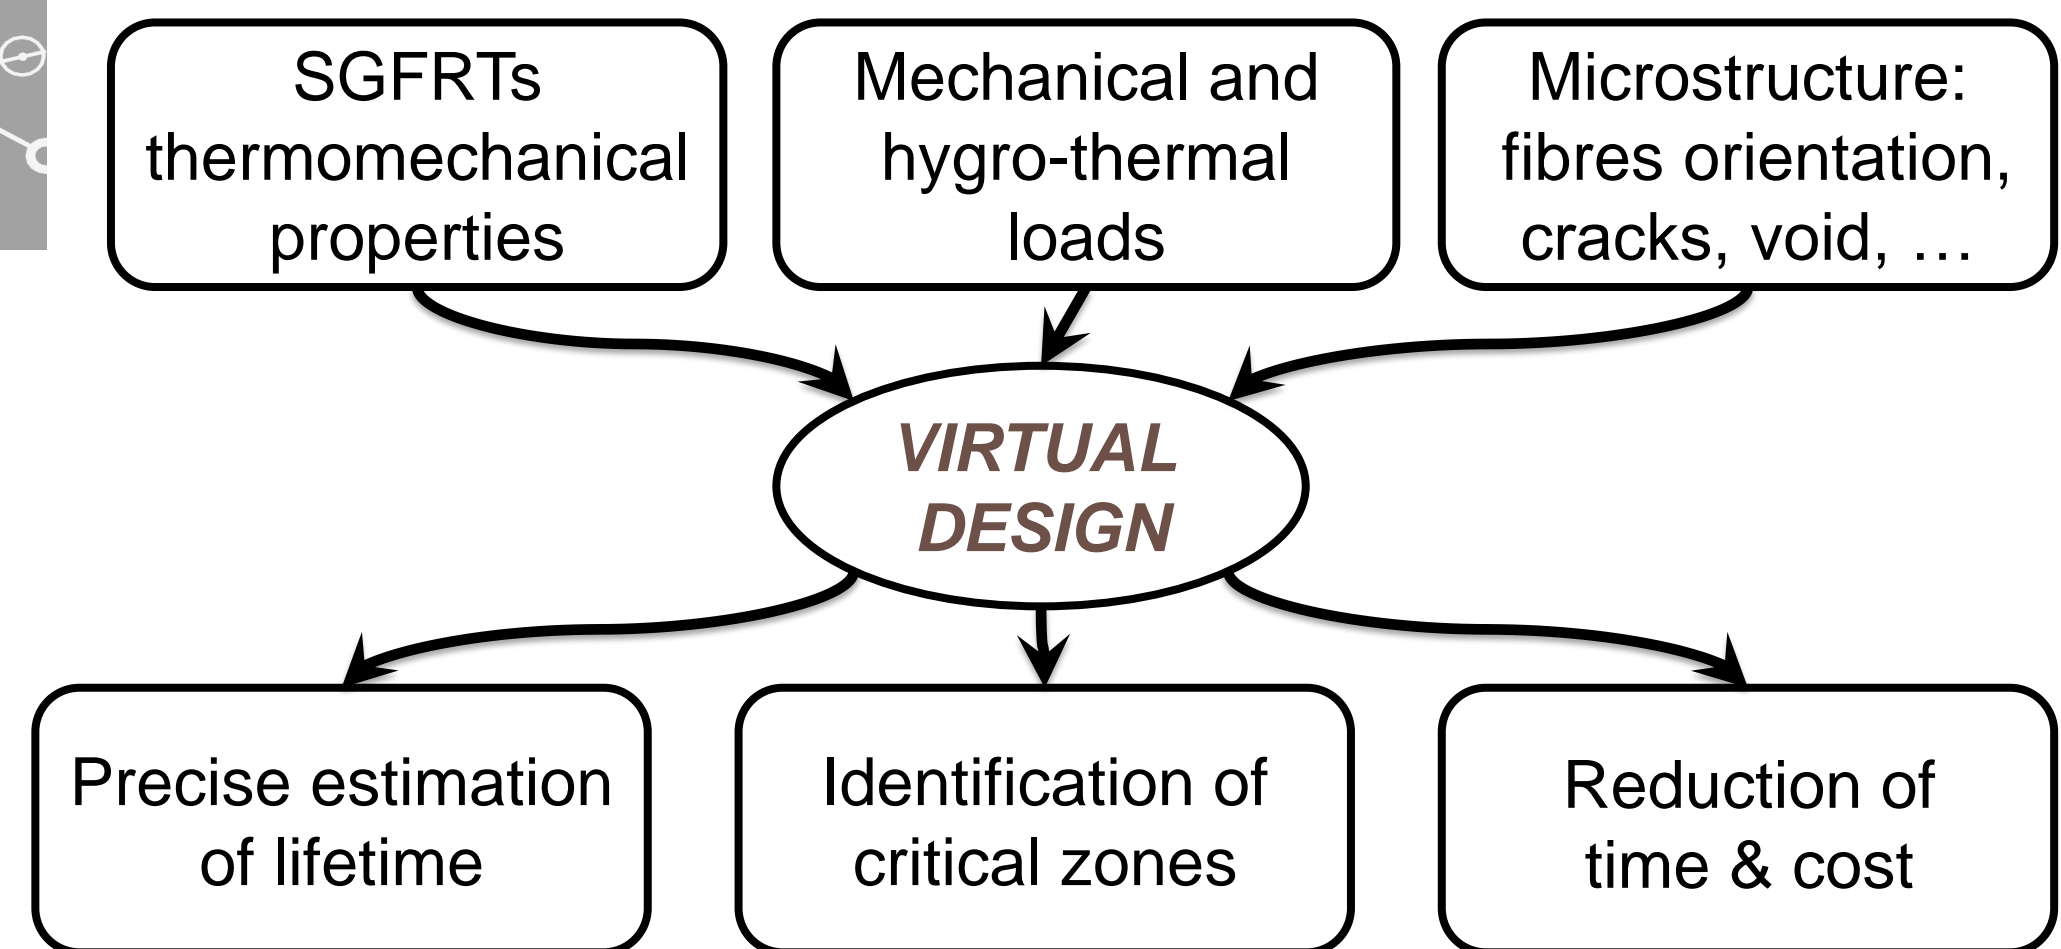 SGFRTs
thermomechanical
properties
Mechanical and
hygro-thermal
loads
Microstructure:
fibres orientation,
cracks, void, …
VIRTUAL
DESIGN
Precise estimation
of lifetime
Identification of
critical zones
Reduction of
time & cost